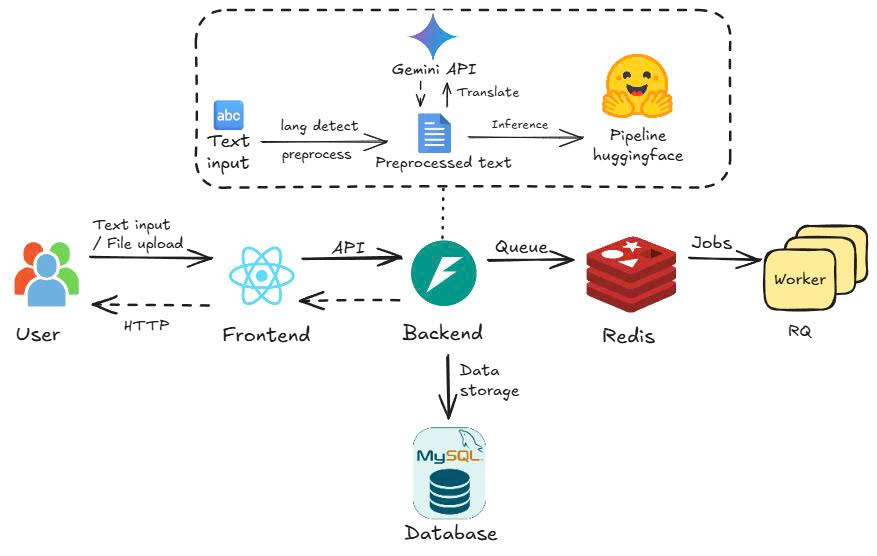 Gemini API
Translate
abc
Text
input
lang detect
preprocess
Preprocessed text
Inference
Pipeline
huggingface
Text input
/ File upload
HTTP
User
Frontend
API
Backend
Queue
Redis
Jobs
Worker
RQ
Data
storage
MySQL
Database